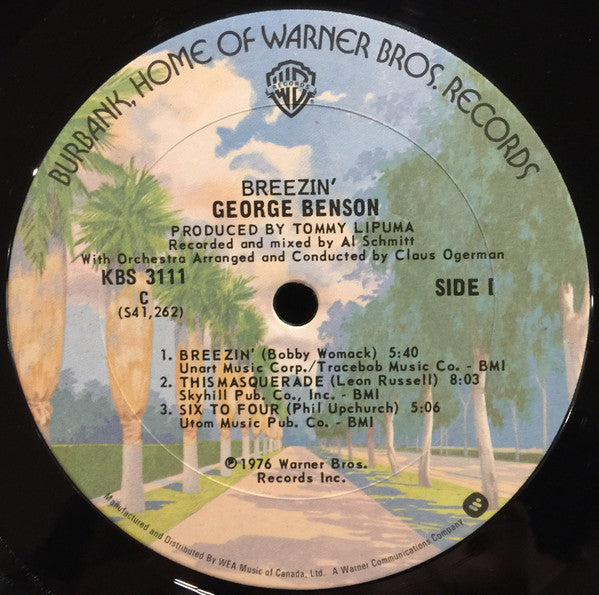 BURBANK, HOME OF WARNER BROS. RECORDS
WB
RECORDS
BREEZIN'
GEORGE BENSON
PRODUCED BY TOMMY LIPUMA
Recorded and mixed by Al Schmitt
With Orchestra Arranged and Conducted by Claus Ogerman
KBS 3111
C
(S41,262)
SIDE I
1. BREEZIN' (Bobby Womack) 5:40
Unart Music Corp./Tracebob Music Co. - BMI
2. THIS MASQUERADE (Leon Russell) 8:03
Skyhill Pub. Co., Inc. - BMI
3. SIX TO FOUR (Phil Upchurch) 5:06
Utom Music Pub. Co. - BMI
℗©1976 Warner Bros.
Records Inc.
Manufactured and Distributed By WEA Music of Canada, Ltd. A Warner Communications Company